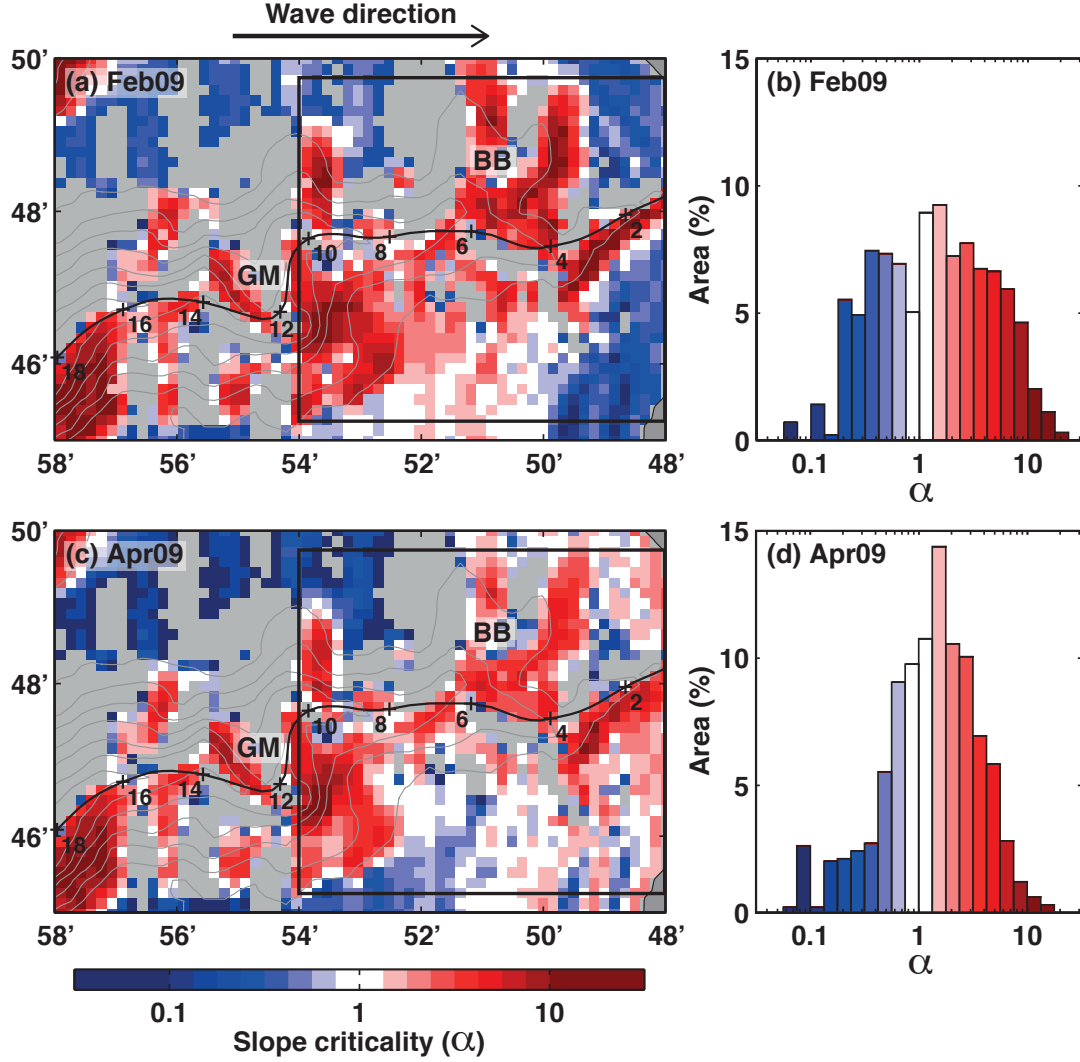 Wave direction
50’
48’
46’
(a) Feb09
BB
GM
2
4
6
8
10
12
14
16
18
58’ 56’ 54’ 52’ 50’ 48’
(b) Feb09
Area (%)
15
10
5
0
0.1 1 10
α
50’
48’
46’
(c) Apr09
BB
GM
2
4
6
8
10
12
14
16
18
58’ 56’ 54’ 52’ 50’ 48’
(d) Apr09
Area (%)
15
10
5
0
0.1 1 10
α
0.1 1 10
Slope criticality (α)